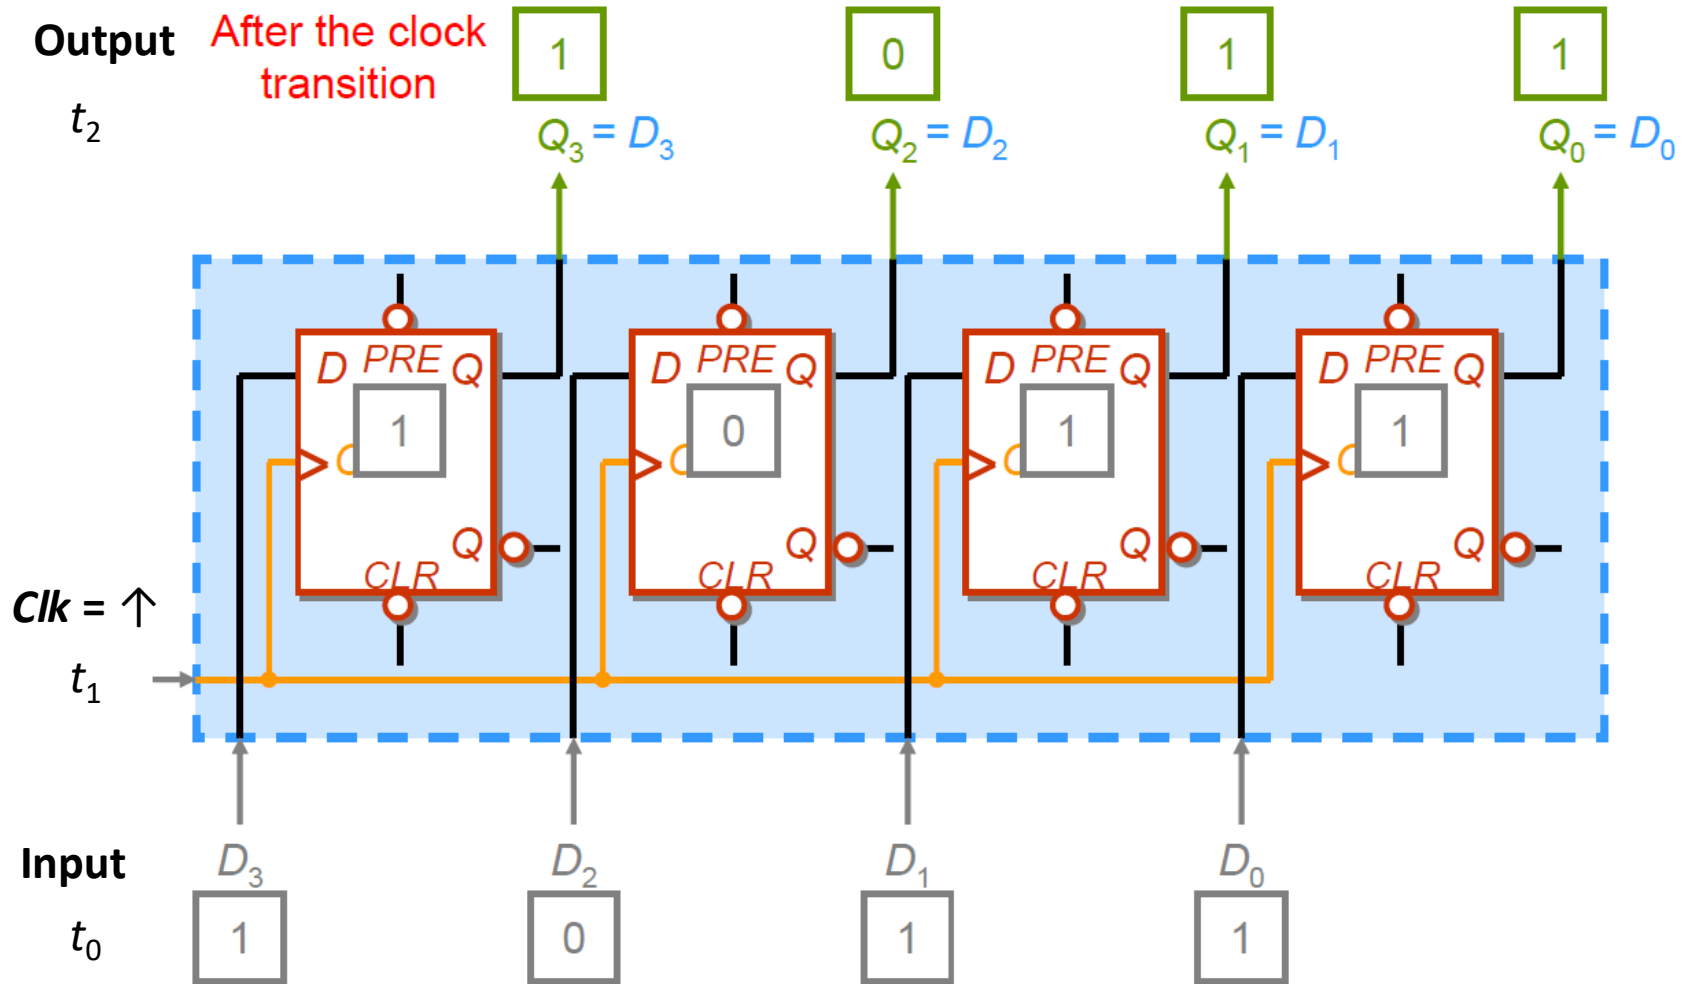 Output After the clock transition 1 0 1 1
t2 Q3 = D3 Q2 = D2 Q1 = D1 Q0 = D0
D PRE Q D PRE Q D PRE Q D PRE Q
1 0 1 1
C C C C
Q Q Q Q
CLR CLR CLR CLR
Clk = ↑
t1
Input D3 D2 D1 D0
t0 1 0 1 1